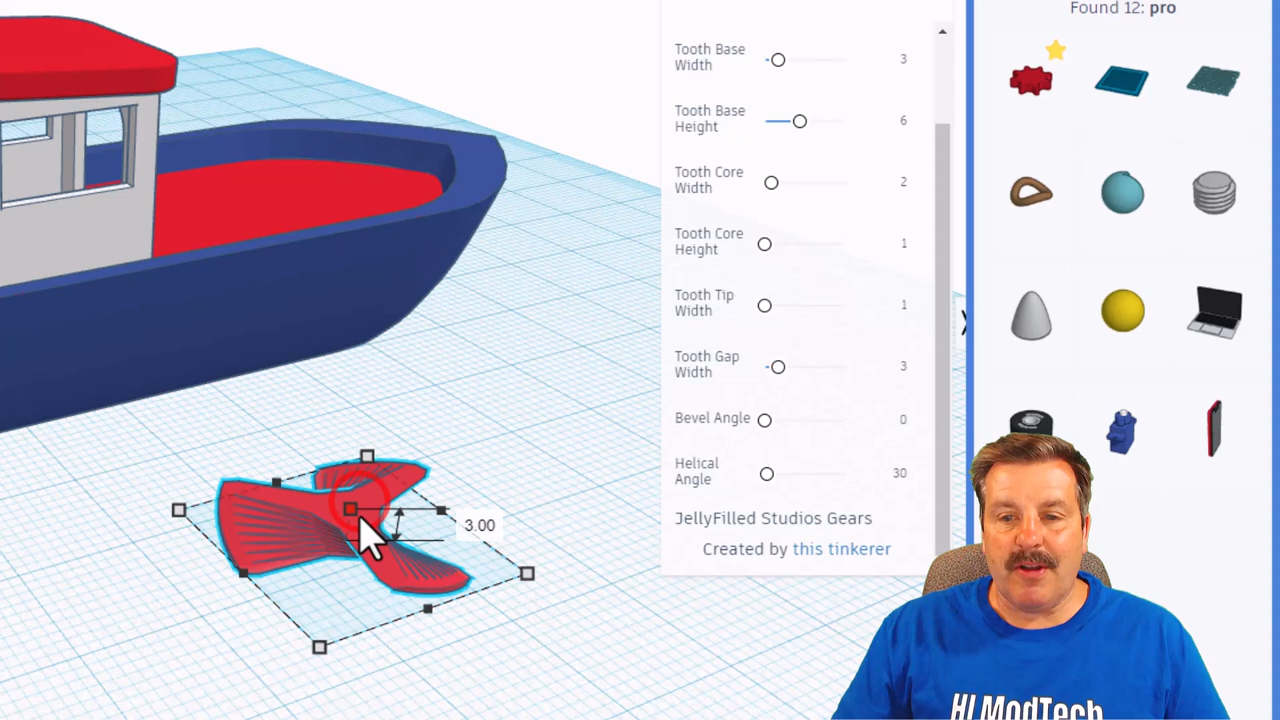 Found 12: pro
Tooth Base
Width
3
Tooth Base
Height
6
Tooth Core
Width
2
Tooth Core
Height
1
Tooth Tip
Width
1
Tooth Gap
Width
3
Bevel Angle
0
Helical
Angle
30
JellyFilled Studios Gears
Created by this tinkerer
3.00
HLModTech